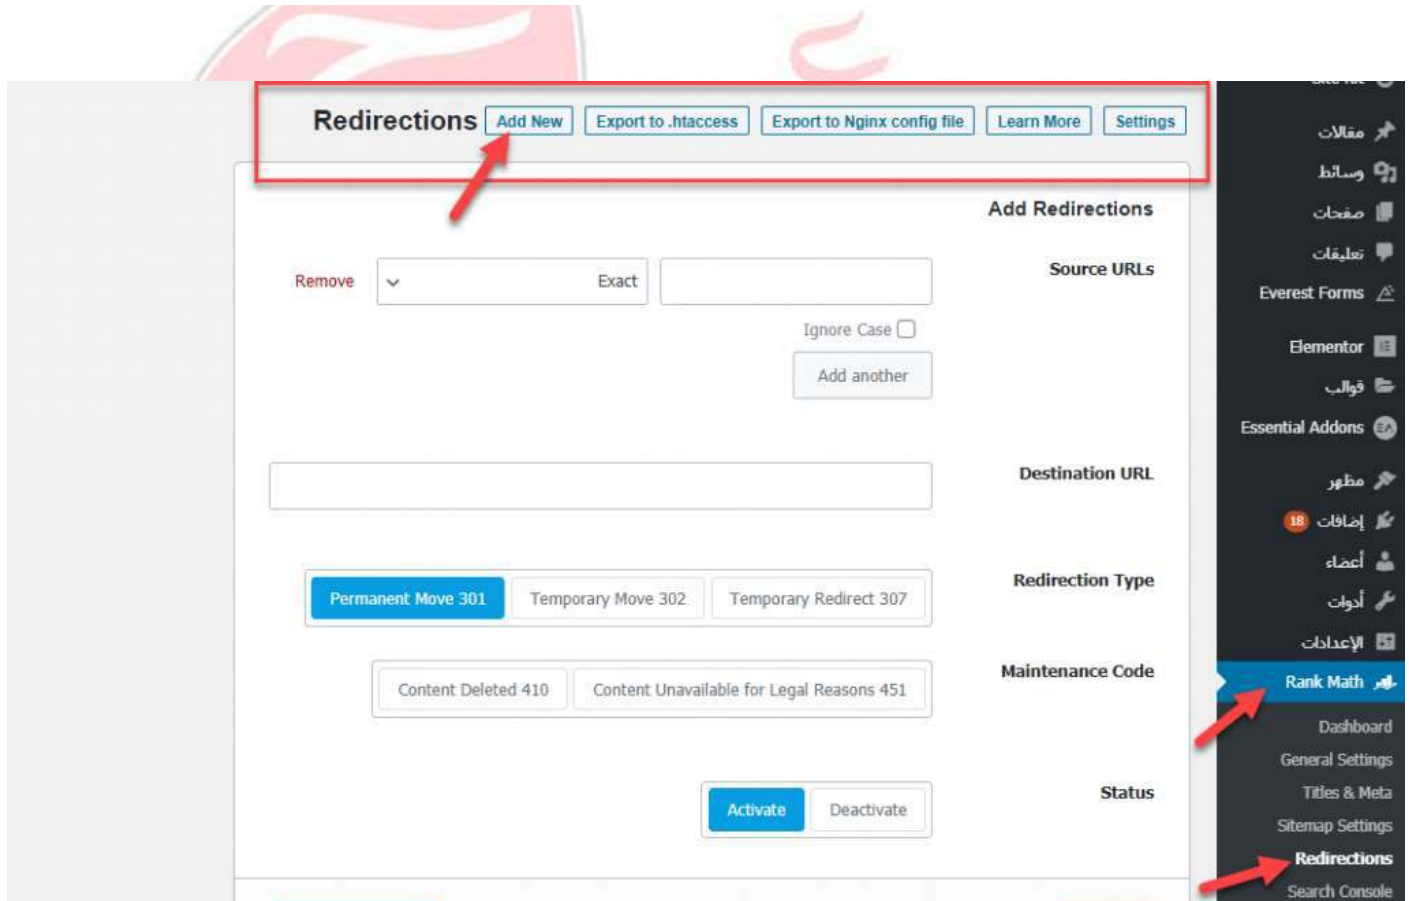 Redirections Add New Export to .htaccess Export to Nginx config file Learn More Settings
Add Redirections
Source URLs
Exact
Remove
Ignore Case
Add another
Destination URL
Redirection Type
Permanent Move 301 Temporary Move 302 Temporary Redirect 307
Maintenance Code
Content Deleted 410 Content Unavailable for Legal Reasons 451
Status
Activate Deactivate
مقالات
وسائط
صفحات
تعليقات
Everest Forms
Elementor
قوالب
Essential Addons
مظهر
إضافات 18
أعضاء
أدوات
الإعدادات
Rank Math
Dashboard
General Settings
Titles & Meta
Sitemap Settings
Redirections
Search Console